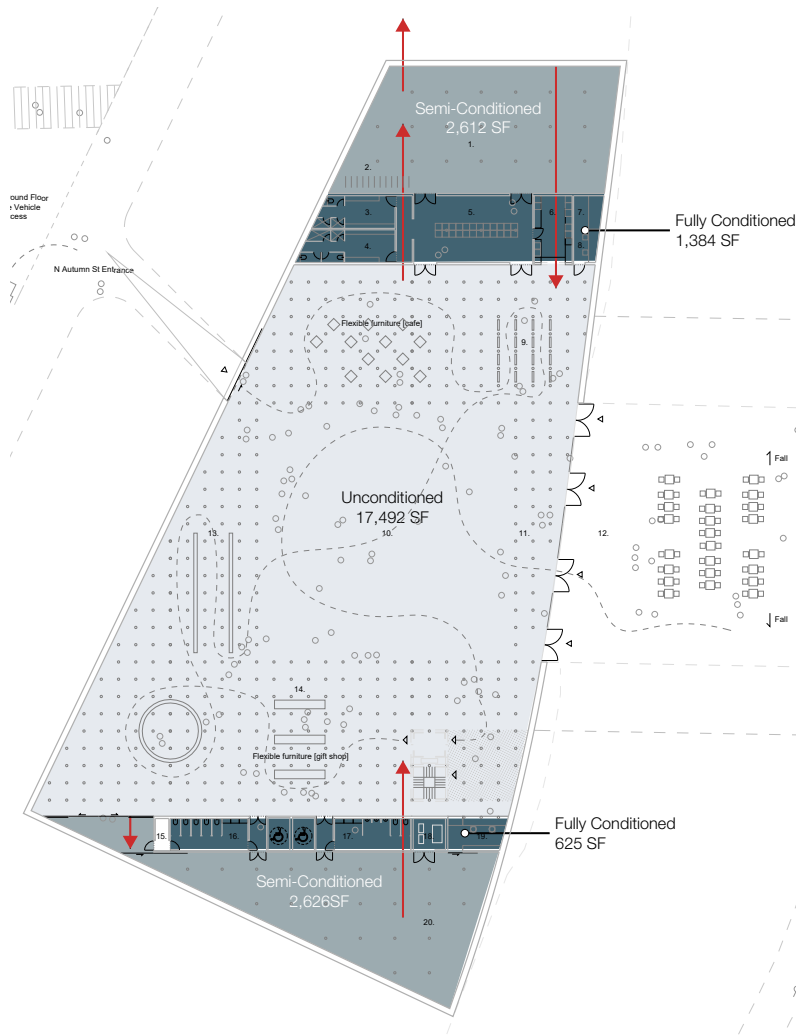 Semi-Conditioned
2,612 SF
1.
2.
3.
5.
6.
7.
4.
8.
Fully Conditioned
1,384 SF
ound Floor
e Vehicle
cess
N Autumn St Entrance
Flexible furniture [cafe]
9.
Fall
Unconditioned
17,492 SF
10.
11.
12.
13.
Fall
14.
Flexible furniture [gift shop]
15.
16.
17.
18.
19.
Fully Conditioned
625 SF
Semi-Conditioned
2,626SF
20.